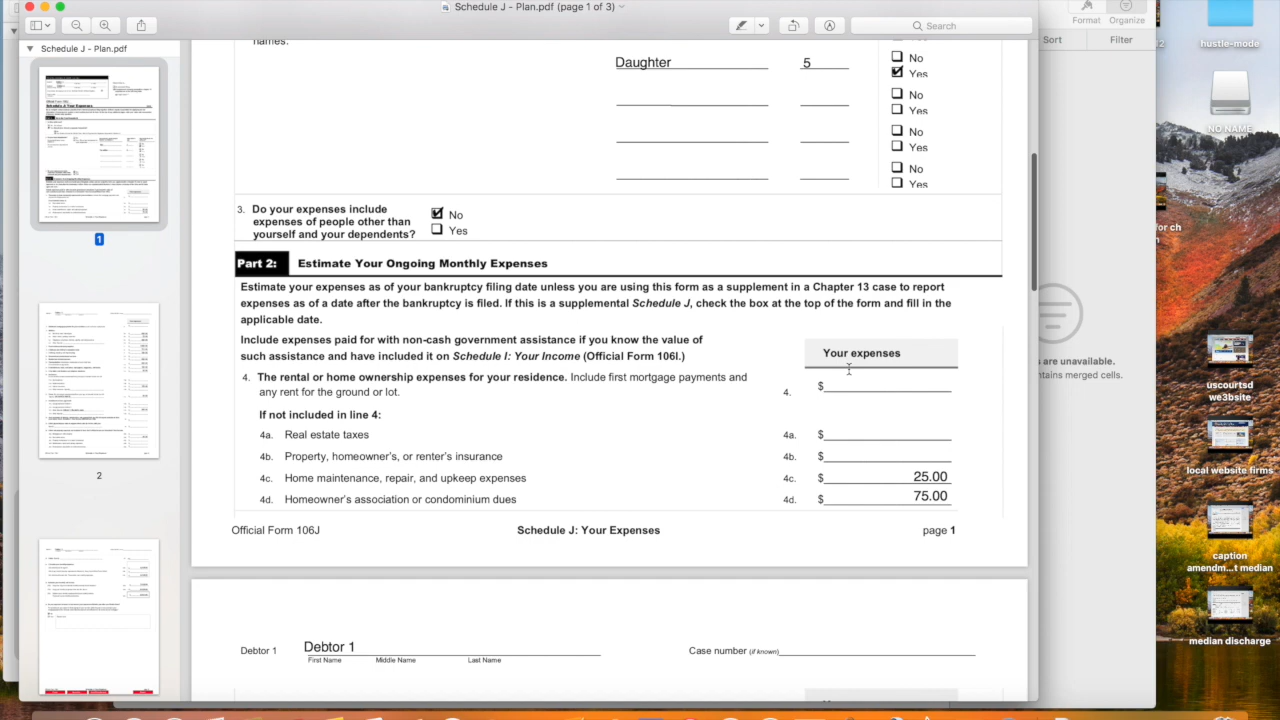 Schedule J - Plan.pdf (page 1 of 3)
Search
Format
Organize
Sort
Filter
Schedule J - Plan.pdf
1
2
names.
Daughter
5
No
Yes
No
Yes
No
Yes
No
Yes
3. Do your expenses include
expenses of people other than
yourself and your dependents?
No
Yes
Part 2: Estimate Your Ongoing Monthly Expenses
Estimate your expenses as of your bankruptcy filing date unless you are using this form as a supplement in a Chapter 13 case to report
expenses as of a date after the bankruptcy is filed. If this is a supplemental Schedule J, check the box at the top of the form and fill in the
applicable date.
Include expenses paid for with non-cash government assistance if you know the value of
such assistance and have included it on Schedule I: Your Income (Official Form 106I.)
Your expenses
4. The rental or home ownership expenses for your residence. Include first mortgage payments and
any rent for the ground or lot.
4. $
If not included in line 4:
4a. Real estate taxes 4a. $
4b. Property, homeowner's, or renter's insurance 4b. $
4c. Home maintenance, repair, and upkeep expenses 4c. $ 25.00
4d. Homeowner's association or condominium dues 4d. $ 75.00
Official Form 106J Schedule J: Your Expenses page 1
Debtor 1 Debtor 1
First Name Middle Name Last Name
Case number (if known)
hustle-mode
NO NAME
for ch
s are unavailable.
ntains merged cells.
uscourtsd
we3bsite
local website firms
caption
amendm...t median
median discharge